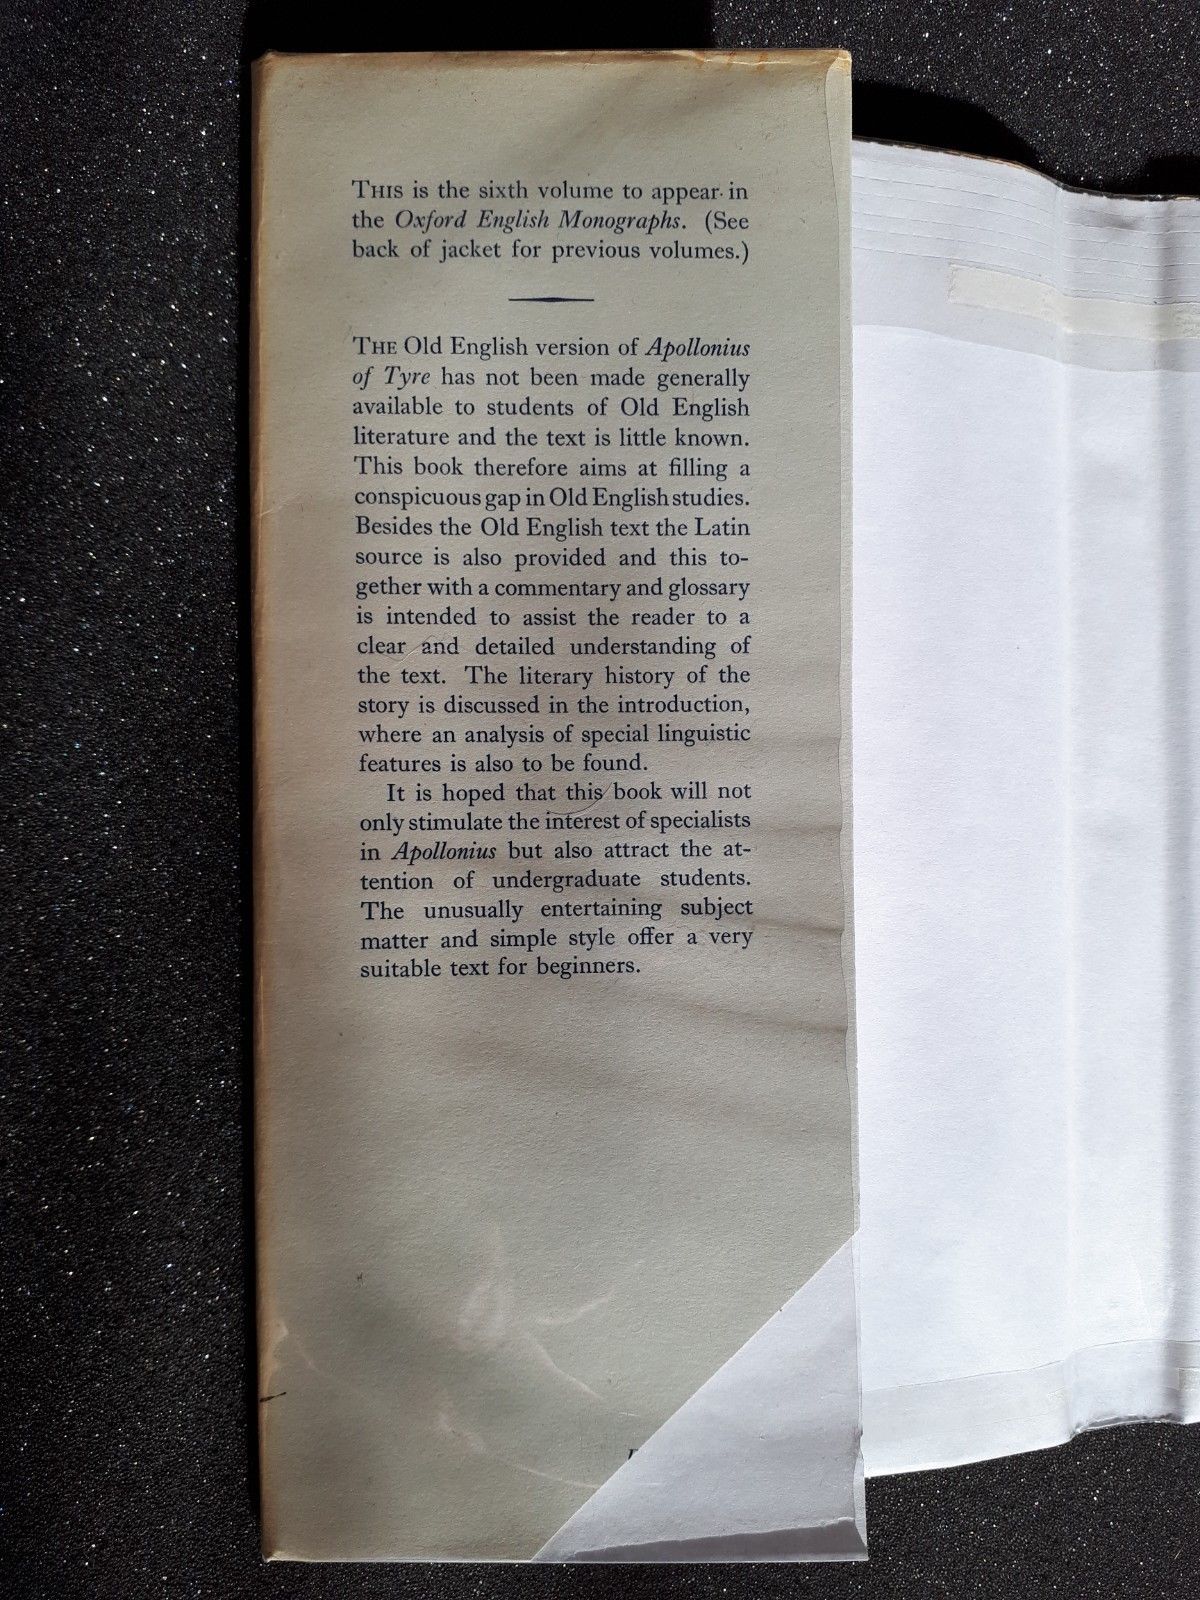 THIS is the sixth volume to appear in
the Oxford English Monographs. (See
back of jacket for previous volumes.)
THE Old English version of Apollonius
of Tyre has not been made generally
available to students of Old English
literature and the text is little known.
This book therefore aims at filling a
conspicuous gap in Old English studies.
Besides the Old English text the Latin
source is also provided and this to-
gether with a commentary and glossary
is intended to assist the reader to a
clear and detailed understanding of
the text. The literary history of the
story is discussed in the introduction,
where an analysis of special linguistic
features is also to be found.
It is hoped that this book will not
only stimulate the interest of specialists
in Apollonius but also attract the at-
tention of undergraduate students.
The unusually entertaining subject
matter and simple style offer a very
suitable text for beginners.